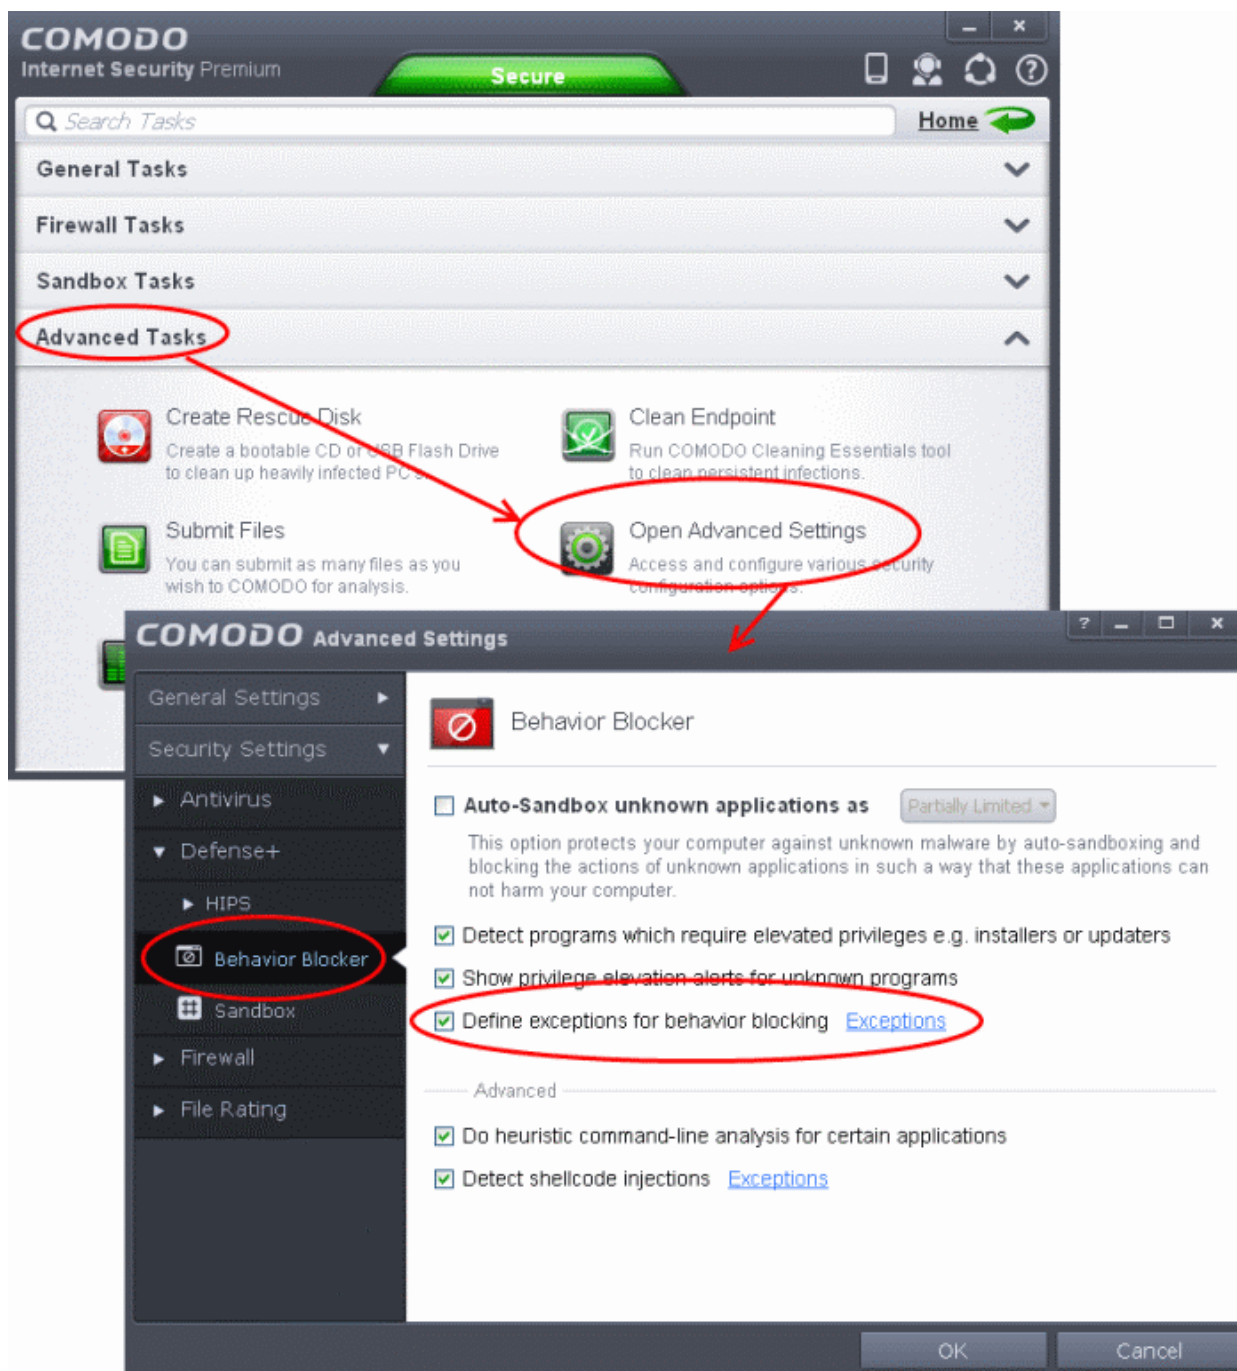 COMODO
Internet Security Premium
Secure
Search Tasks
Home
General Tasks
Firewall Tasks
Sandbox Tasks
Advanced Tasks
Create Rescue Disk
Create a bootable CD or USB Flash Drive
to clean up heavily infected PC's.
Clean Endpoint
Run COMODO Cleaning Essentials tool
to clean persistent infections.
Submit Files
You can submit as many files as you
wish to COMODO for analysis.
Open Advanced Settings
Access and configure various security
configuration options.
COMODO Advanced Settings
General Settings
Security Settings
Antivirus
Defense+
HIPS
Behavior Blocker
Sandbox
Firewall
File Rating
Behavior Blocker
Auto-Sandbox unknown applications as Partially Limited
This option protects your computer against unknown malware by auto-sandboxing and
blocking the actions of unknown applications in such a way that these applications can
not harm your computer.
Detect programs which require elevated privileges e.g. installers or updaters
Show privilege elevation alerts for unknown programs
Define exceptions for behavior blocking Exceptions
Advanced
Do heuristic command-line analysis for certain applications
Detect shellcode injections Exceptions
OK
Cancel